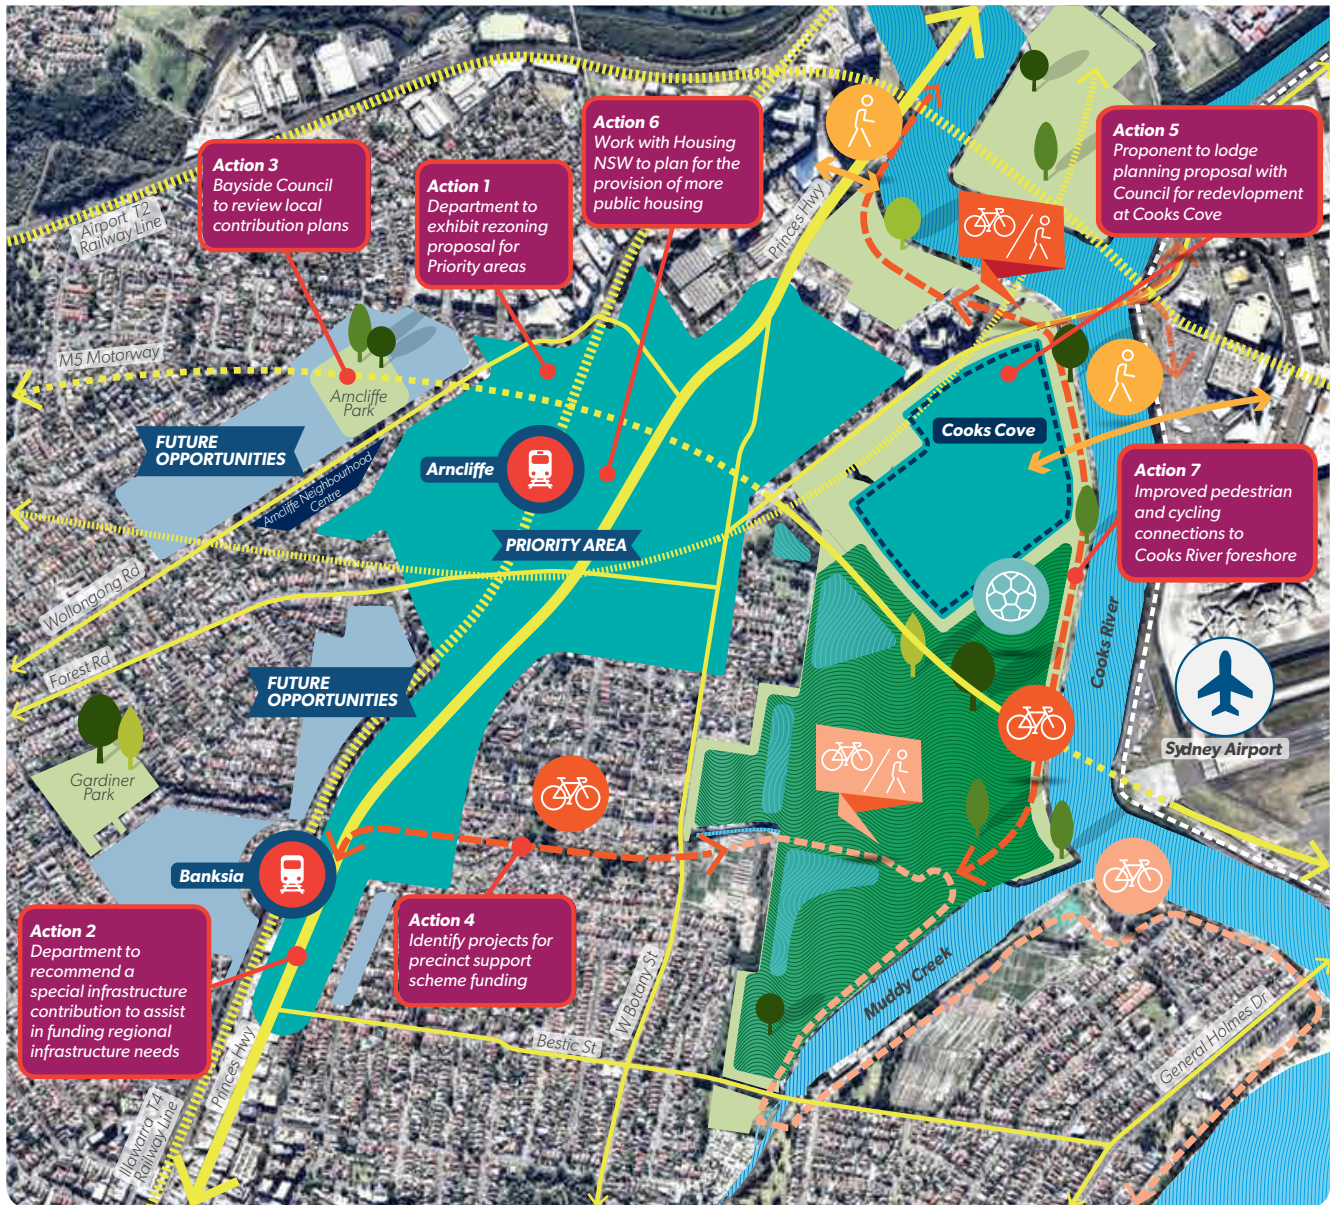 Action 6
Work with Housing
NSW to plan for the
provision of more
public housing
Action 5
Proponent to lodge
planning proposal with
Council for redevlopment
at Cooks Cove
Action 3
Bayside Council
to review local
contribution plans
Action 1
Department to
exhibit rezoning
proposal for
Priority areas
Airport T2
Railway Line
Princes Hwy
M5 Motorway
Arncliffe
Park
FUTURE
OPPORTUNITIES
Arncliffe Neighbourhood
Centre
Arncliffe
Cooks Cove
PRIORITY AREA
Action 7
Improved pedestrian
and cycling
connections to
Cooks River foreshore
Wollongong Rd
Forest Rd
FUTURE
OPPORTUNITIES
Cooks River
Sydney Airport
Gardiner
Park
Banksia
Action 2
Department to
recommend a
special infrastructure
contribution to assist
in funding regional
infrastructure needs
Action 4
Identify projects for
precinct support
scheme funding
W Botany St
Muddy Creek
Bestic St
General Holmes Dr
Princes Hwy
Illawarra T4
Railway Line